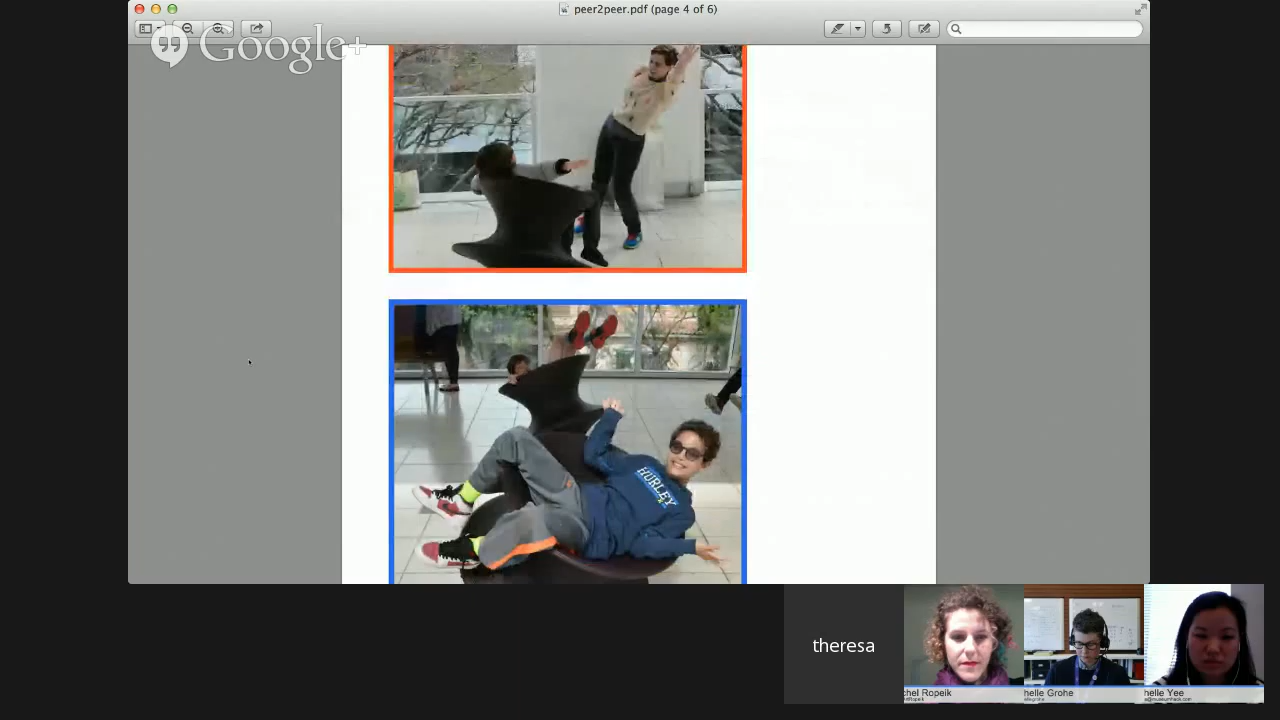 peer2peer.pdf (page 4 of 6)
Google+
HURLEY
theresa
chel Ropeik
helle Grohe
helle Yee